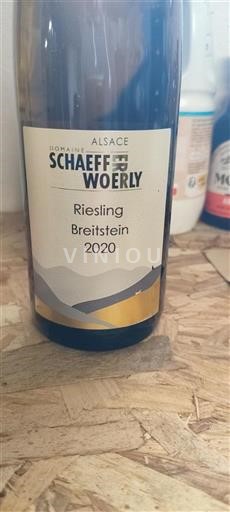 ALSACE
DOMAINE
SCHAEFFER
WOERLY
Riesling
Breitstein
2020
VINIOU